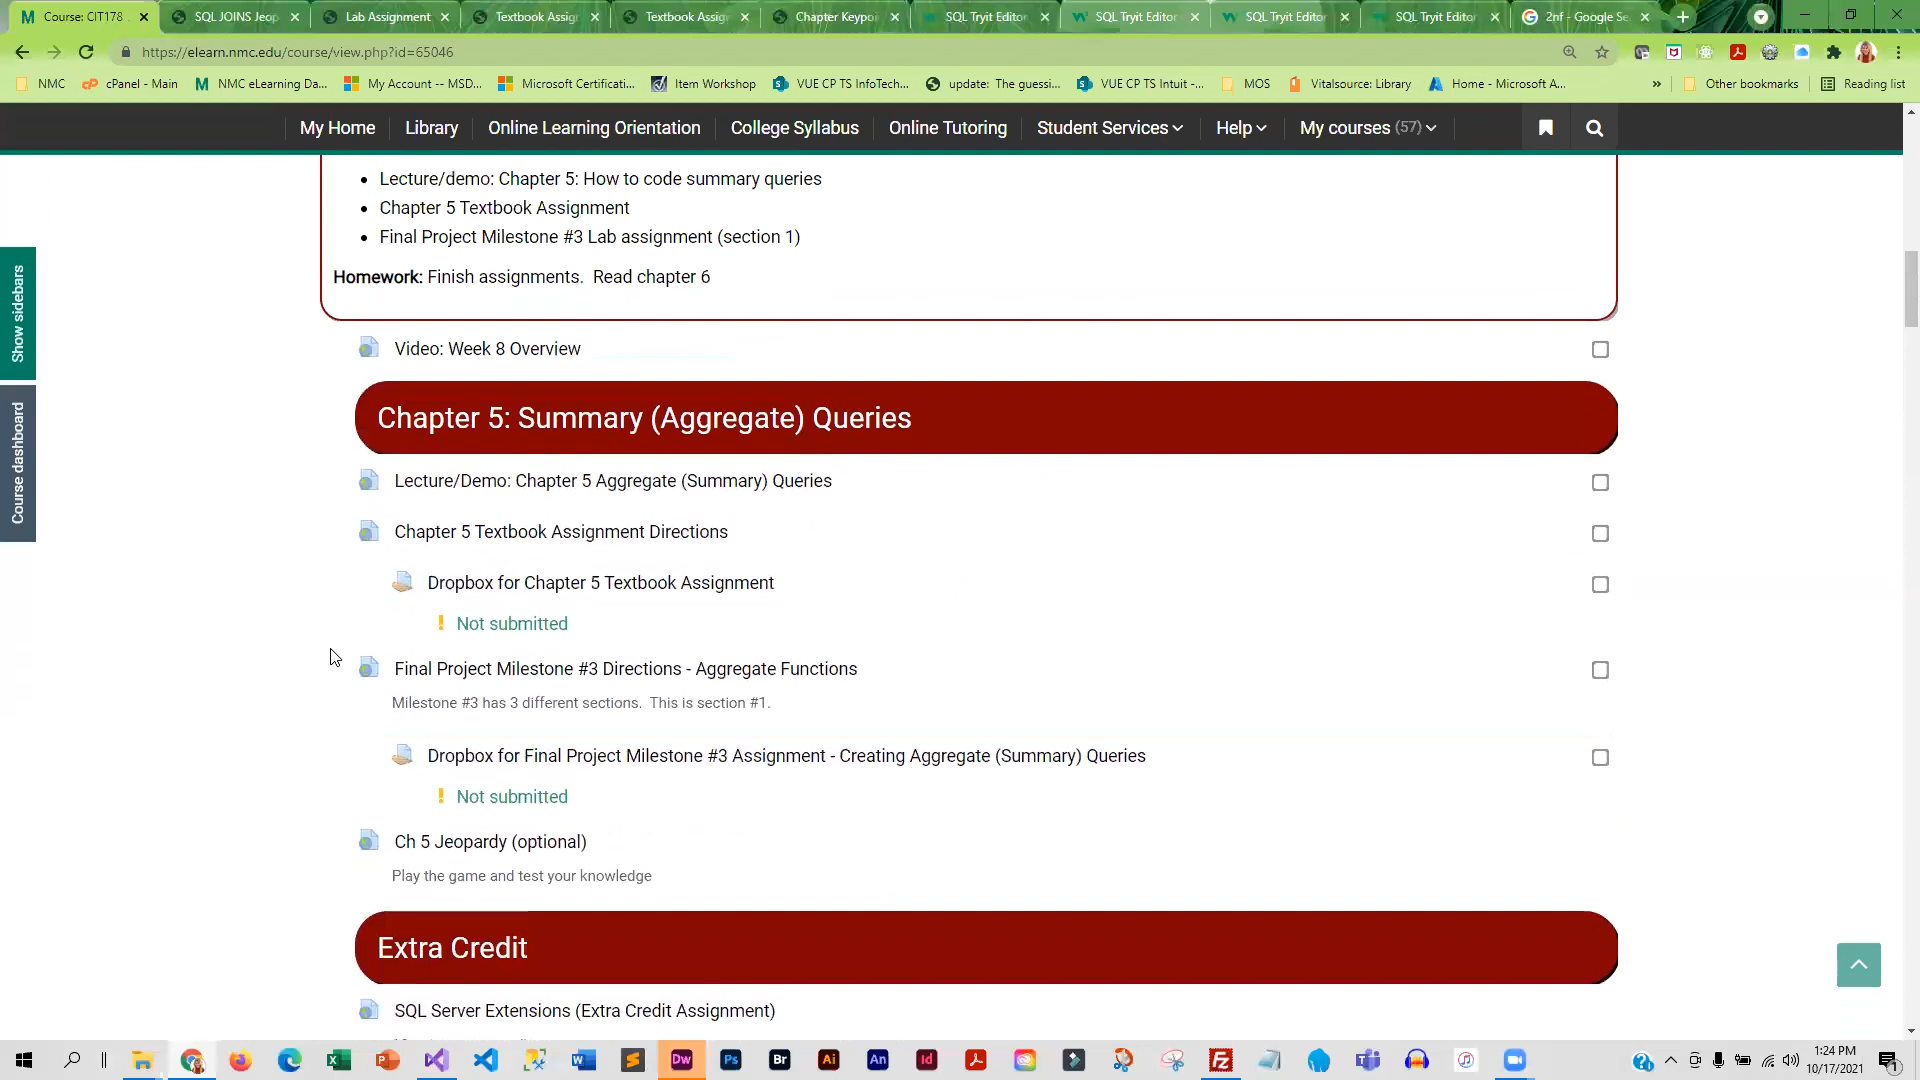 Course: CIT178
SQL JOINS Jeop
Lab Assignment
Textbook Assig
Textbook Assig
Chapter Keypoi
SQL Tryit Editor
SQL Tryit Editor
SQL Tryit Editor
SQL Tryit Editor
2nf - Google Se
https://elearn.nmc.edu/course/view.php?id=65046
NMC
cPanel - Main
NMC eLearning Da...
My Account -- MSD...
Microsoft Certificati...
Item Workshop
VUE CP TS InfoTech...
update: The guessi...
VUE CP TS Intuit -...
MOS
Vitalsource: Library
Home - Microsoft A...
»
Other bookmarks
Reading list
My Home
Library
Online Learning Orientation
College Syllabus
Online Tutoring
Student Services
Help
My courses (57)
Show sidebars
Course dashboard
• Lecture/demo: Chapter 5: How to code summary queries
• Chapter 5 Textbook Assignment
• Final Project Milestone #3 Lab assignment (section 1)
Homework: Finish assignments. Read chapter 6
Video: Week 8 Overview
Chapter 5: Summary (Aggregate) Queries
Lecture/Demo: Chapter 5 Aggregate (Summary) Queries
Chapter 5 Textbook Assignment Directions
Dropbox for Chapter 5 Textbook Assignment
! Not submitted
Final Project Milestone #3 Directions - Aggregate Functions
Milestone #3 has 3 different sections. This is section #1.
Dropbox for Final Project Milestone #3 Assignment - Creating Aggregate (Summary) Queries
! Not submitted
Ch 5 Jeopardy (optional)
Play the game and test your knowledge
Extra Credit
SQL Server Extensions (Extra Credit Assignment)
Dw
Ps
Br
Ai
An
Id
1:24 PM
10/17/2021